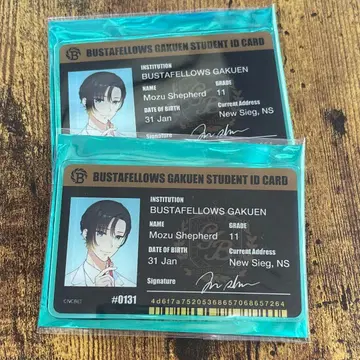 BUSTAFELLOWS GAKUEN STUDENT ID CARD
INSTITUTION
BUSTAFELLOWS GAKUEN
NAME GRADE
Mozu Shepherd 11
DATE OF BIRTH Current Address
31 Jan New Sieg, NS
Signature
BUSTAFELLOWS GAKUEN STUDENT ID CARD
INSTITUTION
BUSTAFELLOWS GAKUEN
NAME GRADE
Mozu Shepherd 11
DATE OF BIRTH Current Address
31 Jan New Sieg, NS
Signature
#0131 4d6f7a7520536865706865726 4